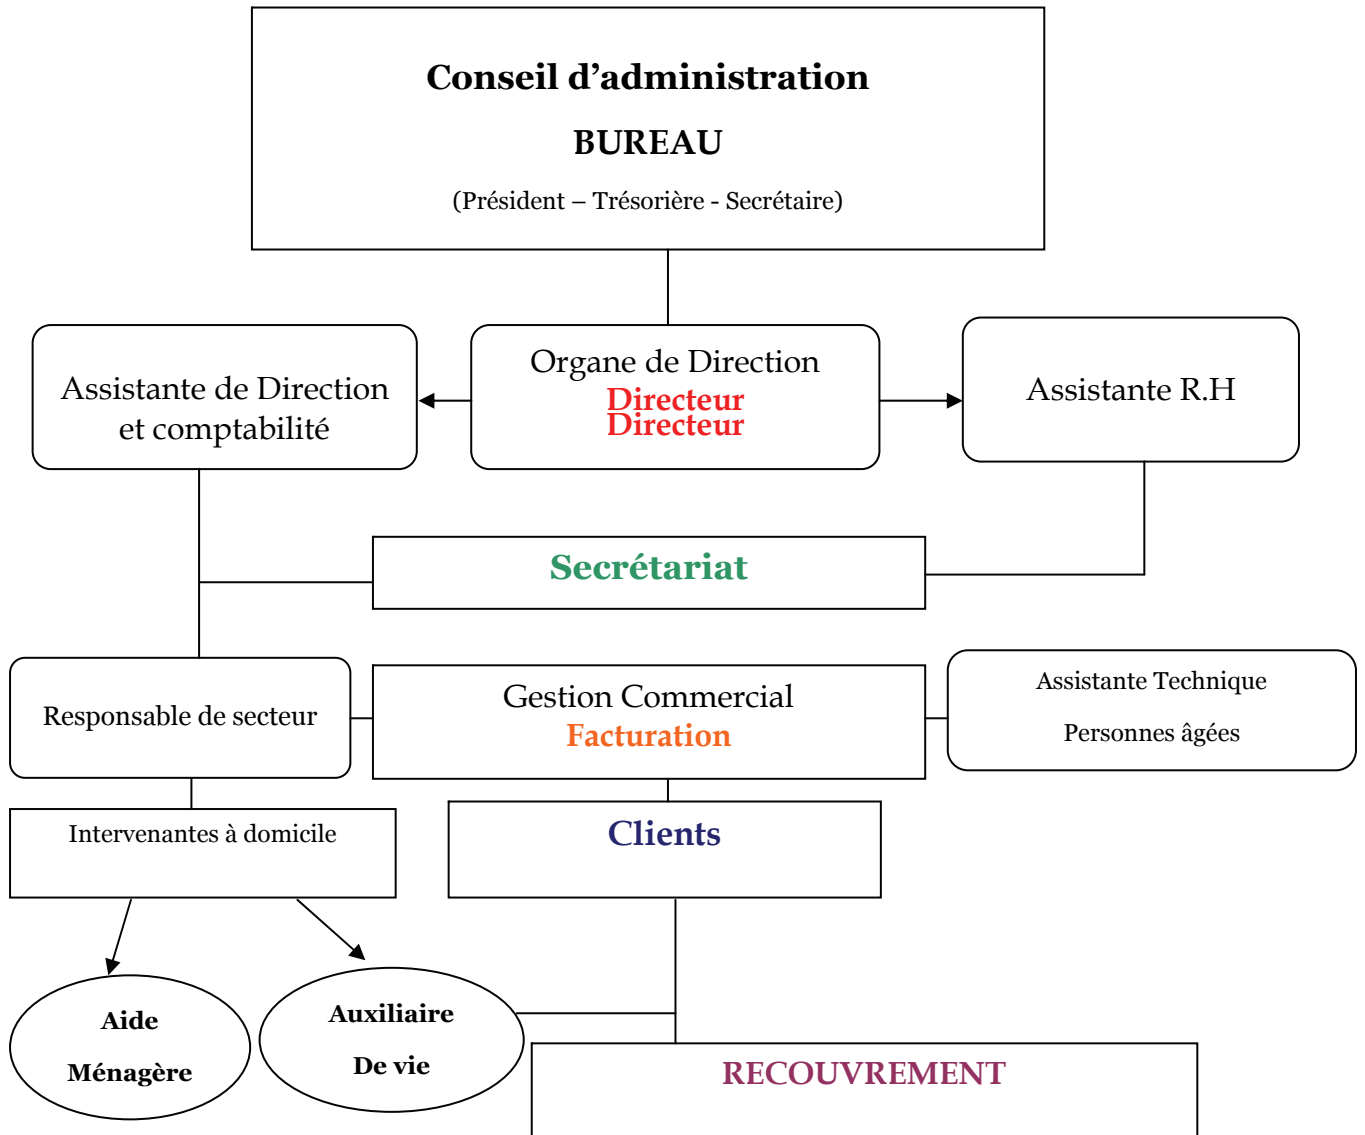 Conseil d’administration
BUREAU
(Président – Trésorière - Secrétaire)
Assistante de Direction
et comptabilité
Organe de Direction
Directeur
Directeur
Assistante R.H
Secrétariat
Responsable de secteur
Gestion Commercial
Facturation
Assistante Technique
Personnes âgées
Intervenantes à domicile
Clients
Aide
Ménagère
Auxiliaire
De vie
RECOUVREMENT